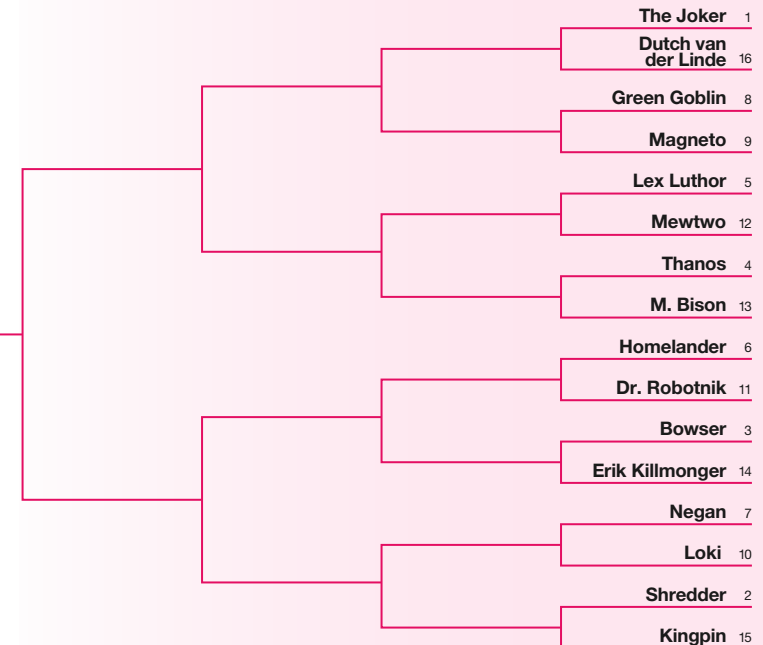 The Joker 1
Dutch van
der Linde 16
Green Goblin 8
Magneto 9
Lex Luthor 5
Mewtwo 12
Thanos 4
M. Bison 13
Homelander 6
Dr. Robotnik 11
Bowser 3
Erik Killmonger 14
Negan 7
Loki 10
Shredder 2
Kingpin 15